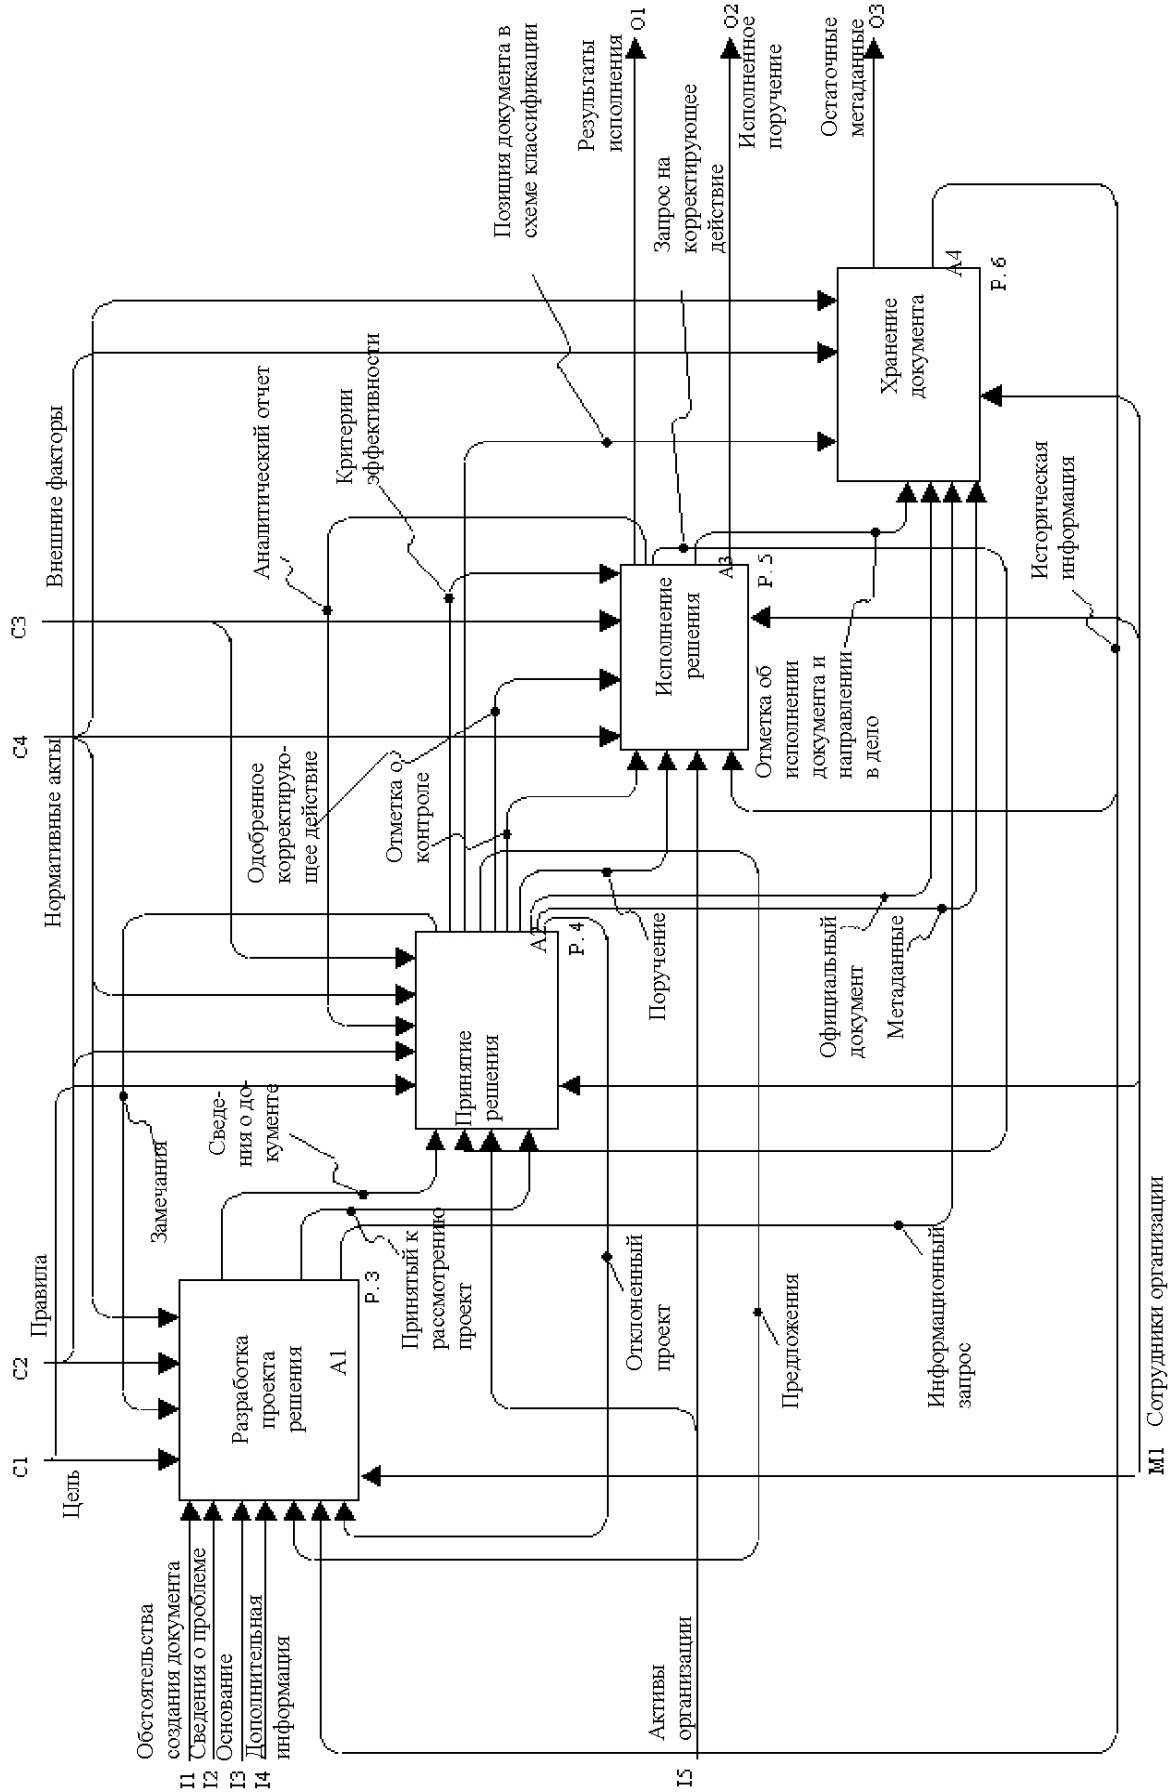 C1
Цель
C2
Правила
C4
Нормативные акты
C3
Внешние факторы
Обстоятельства
создания документа
I1
Сведения о проблеме
I2
Основание
I3
Дополнительная
информация
I4
Разработка
проекта
решения
A1
P.3
Замечания
Сведе-
ния о до-
кументе
Принятый к
рассмотрению
проект
Принятие
решения
A2
P.4
Одобренное
корректирую-
щее действие
Отметка о
контроле
Аналитический отчет
Критерии
эффективности
Позиция документа в
схеме классификации
Результаты
исполнения
O1
Запрос на
корректирующее
действие
O2
Исполненное
поручение
Исполнение
решения
A3
P.5
Отметка об
исполнении
документа и
направлении
в дело
Остаточные
метаданные
O3
Хранение
документа
A4
P.6
Поручение
Официальный
документ
Метаданные
Историческая
информация
Отклоненный
проект
Предложения
Информационный
запрос
Активы
организации
I5
M1 Сотрудники организации